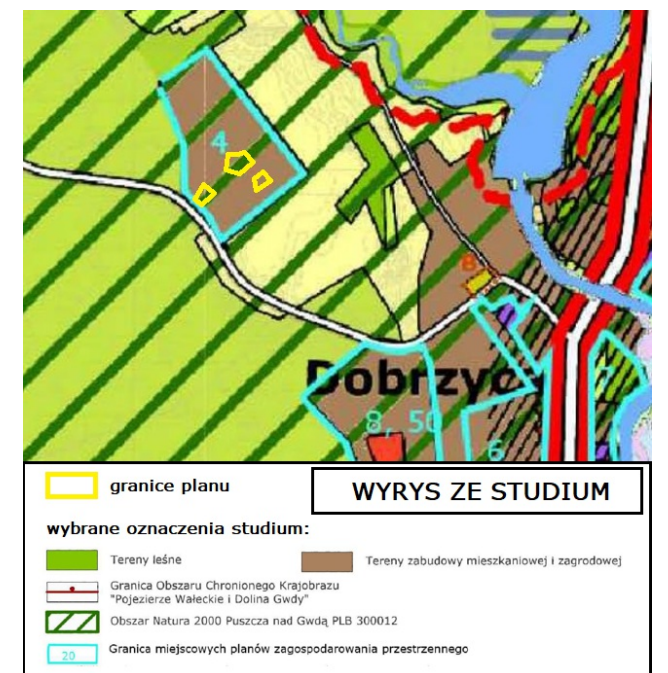 4
8
Dobrzyc
8, 50
6
granice planu
WYRYS ZE STUDIUM
wybrane oznaczenia studium:
Tereny leśne
Tereny zabudowy mieszkaniowej i zagrodowej
Granica Obszaru Chronionego Krajobrazu
"Pojezierze Wałeckie i Dolina Gwdy"
Obszar Natura 2000 Puszcza nad Gwdą PLB 300012
20
Granica miejscowych planów zagospodarowania przestrzennego